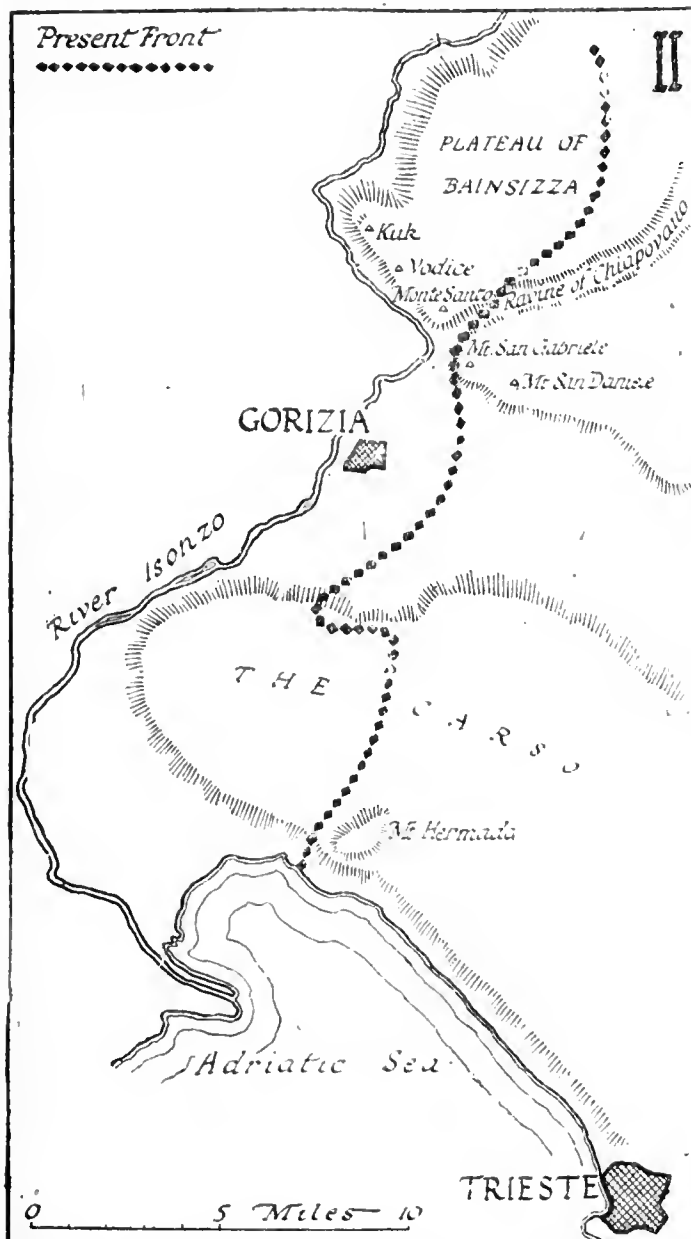 Present Front
II
PLATEAU OF
BAINSIZZA
Kuk
Vodice
Monte Santo
Ravine of Chiapovano
Mt. San Gabriele
Mt. San Daniele
GORIZIA
River Isonzo
THE CARSO
Mt. Hermada
Adriatic Sea
TRIESTE
0 5 Miles 10